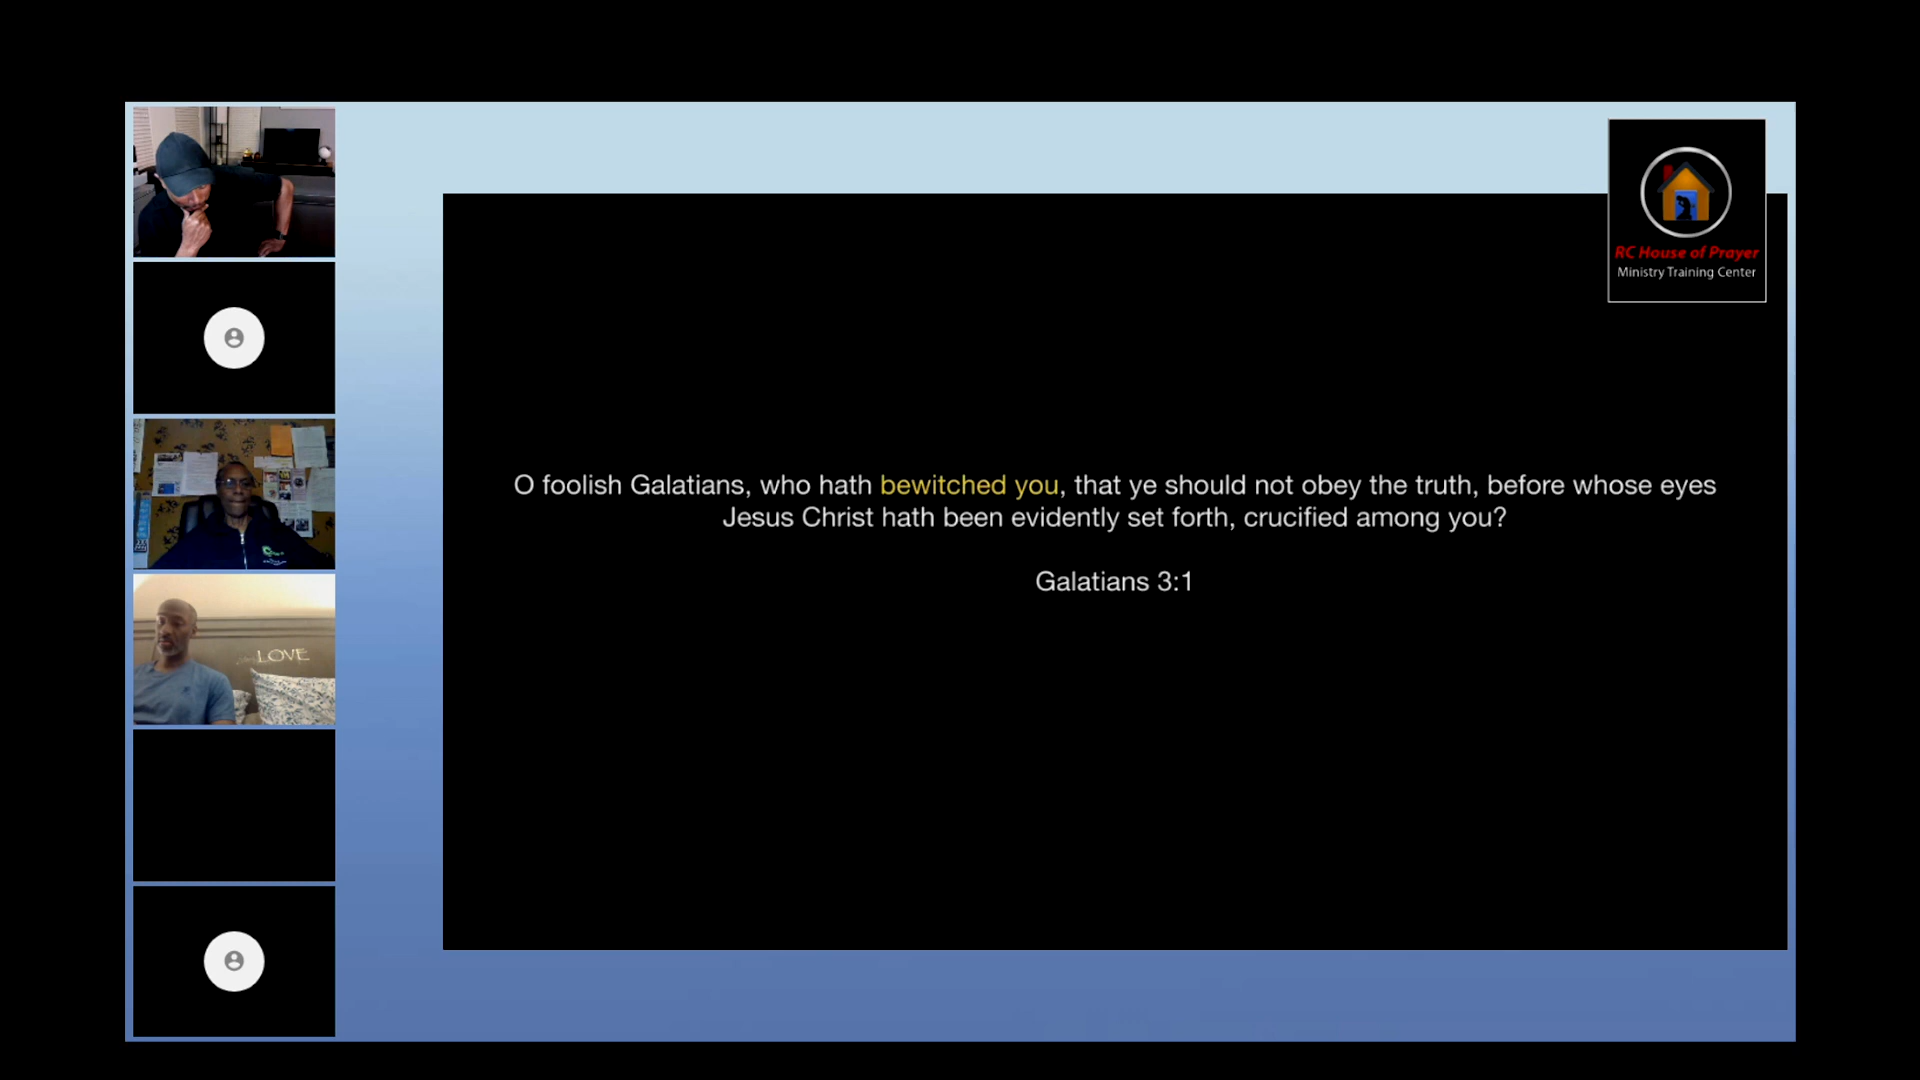 RC House of Prayer
Ministry Training Center
O foolish Galatians, who hath bewitched you, that ye should not obey the truth, before whose eyes
Jesus Christ hath been evidently set forth, crucified among you?
Galatians 3:1
LOVE